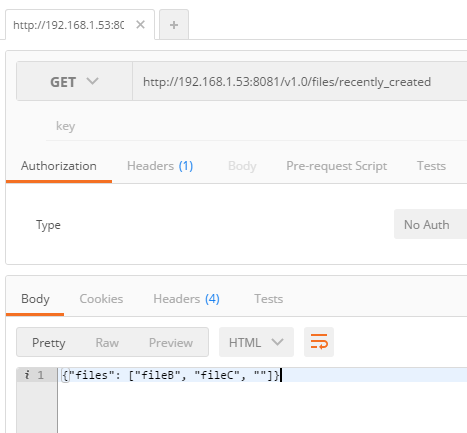 http://192.168.1.53:80
GET
http://192.168.1.53:8081/v1.0/files/recently_created
key
Authorization Headers (1) Body Pre-request Script Tests
Type No Auth
Body Cookies Headers (4) Tests
Pretty Raw Preview HTML
i 1 {"files": ["fileB", "fileC", ""]}